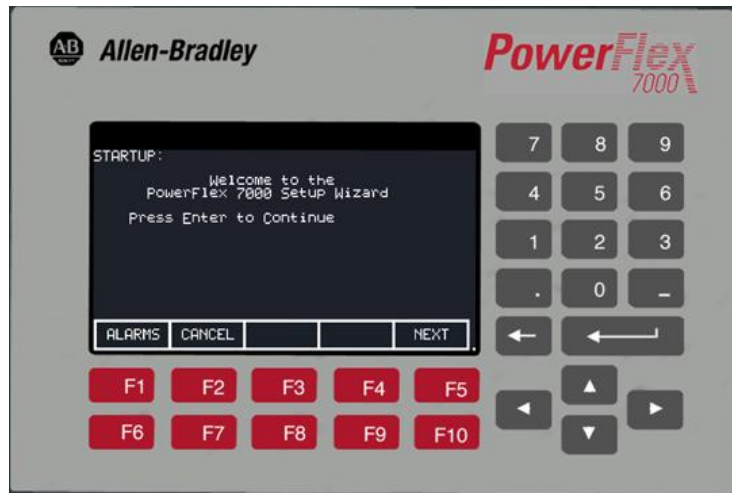 AB
Allen-Bradley
PowerFlex
7000
STARTUP:
Welcome to the
PowerFlex 7000 Setup Wizard
Press Enter to Continue
ALARMS CANCEL NEXT
7 8 9
4 5 6
1 2 3
. 0 –
F1 F2 F3 F4 F5
F6 F7 F8 F9 F10